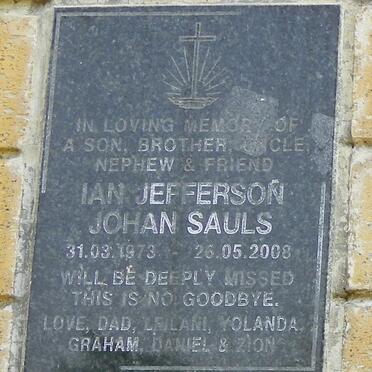 IN LOVING MEMORY OF
A SON, BROTHER, UNCLE,
NEPHEW & FRIEND
IAN JEFFERSON
JOHAN SAULS
31.03.1973 - 26.05.2008
WILL BE DEEPLY MISSED
THIS IS NO GOODBYE.
LOVE, DAD, LEILANI, YOLANDA,
GRAHAM, DANIEL & ZION